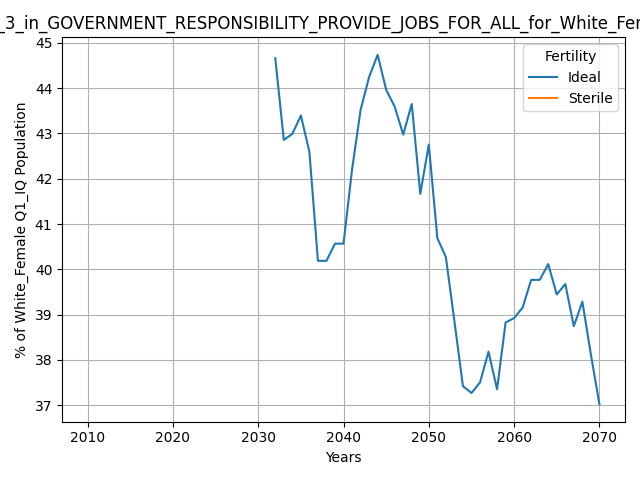 _3_in_GOVERNMENT_RESPONSIBILITY_PROVIDE_JOBS_FOR_ALL_for_White_Fe
45
44
43
42
41
40
39
38
37
% of White_Female Q1_IQ Population
Fertility
Ideal
Sterile
2010 2020 2030 2040 2050 2060 2070
Years